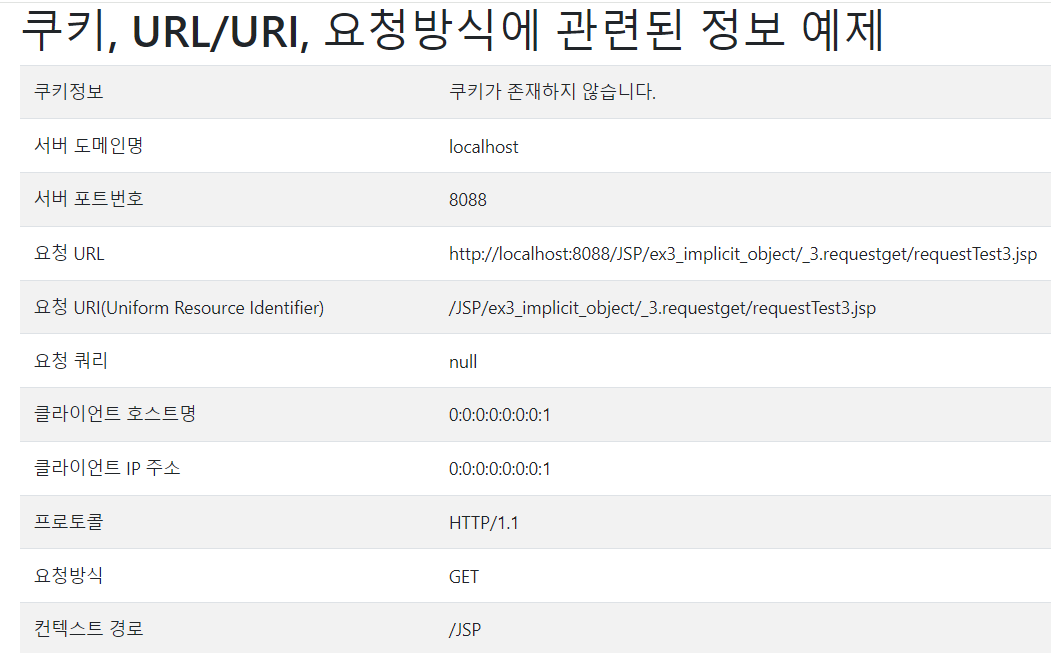 쿠키, URL/URI, 요청방식에 관련된 정보 예제
쿠키정보 쿠키가 존재하지 않습니다.
서버 도메인명 localhost
서버 포트번호 8088
요청 URL http://localhost:8088/JSP/ex3_implicit_object/_3.requestget/requestTest3.jsp
요청 URI(Uniform Resource Identifier) /JSP/ex3_implicit_object/_3.requestget/requestTest3.jsp
요청 쿼리 null
클라이언트 호스트명 0:0:0:0:0:0:0:1
클라이언트 IP 주소 0:0:0:0:0:0:0:1
프로토콜 HTTP/1.1
요청방식 GET
컨텍스트 경로 /JSP